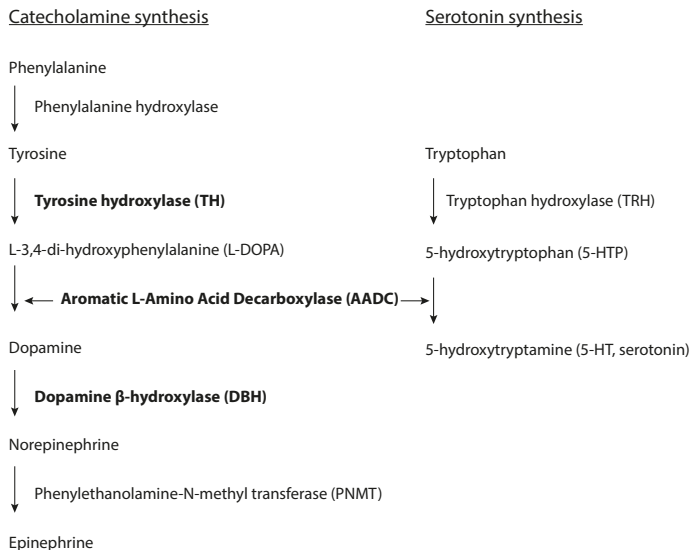 Catecholamine synthesis
Serotonin synthesis
Phenylalanine
Phenylalanine hydroxylase
Tyrosine
Tryptophan
Tyrosine hydroxylase (TH)
Tryptophan hydroxylase (TRH)
L-3,4-di-hydroxyphenylalanine (L-DOPA)
5-hydroxytryptophan (5-HTP)
Aromatic L-Amino Acid Decarboxylase (AADC)
Dopamine
5-hydroxytryptamine (5-HT, serotonin)
Dopamine β-hydroxylase (DBH)
Norepinephrine
Phenylethanolamine-N-methyl transferase (PNMT)
Epinephrine